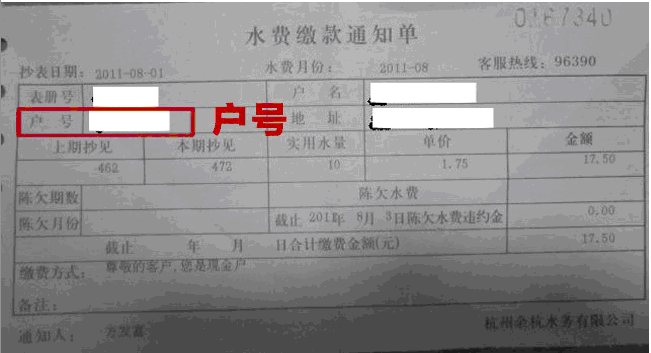 0167340
水费缴款通知单
抄表日期: 2011-08-01 水费月份: 2011-08 客服热线: 96390
表册号 户 名
户 号 户号 地 址
上期抄见 本期抄见 实用水量 单价 金额
462 472 10 1.75 17.50
陈欠期数 陈欠水费
陈欠月份 截止 2011年 8月 3日陈欠水费违约金 0.00
截止 年 月 日合计缴费金额(元) 17.50
缴费方式: 尊敬的客户,您是现金户
备注:
通知人: 杭州余杭水务有限公司